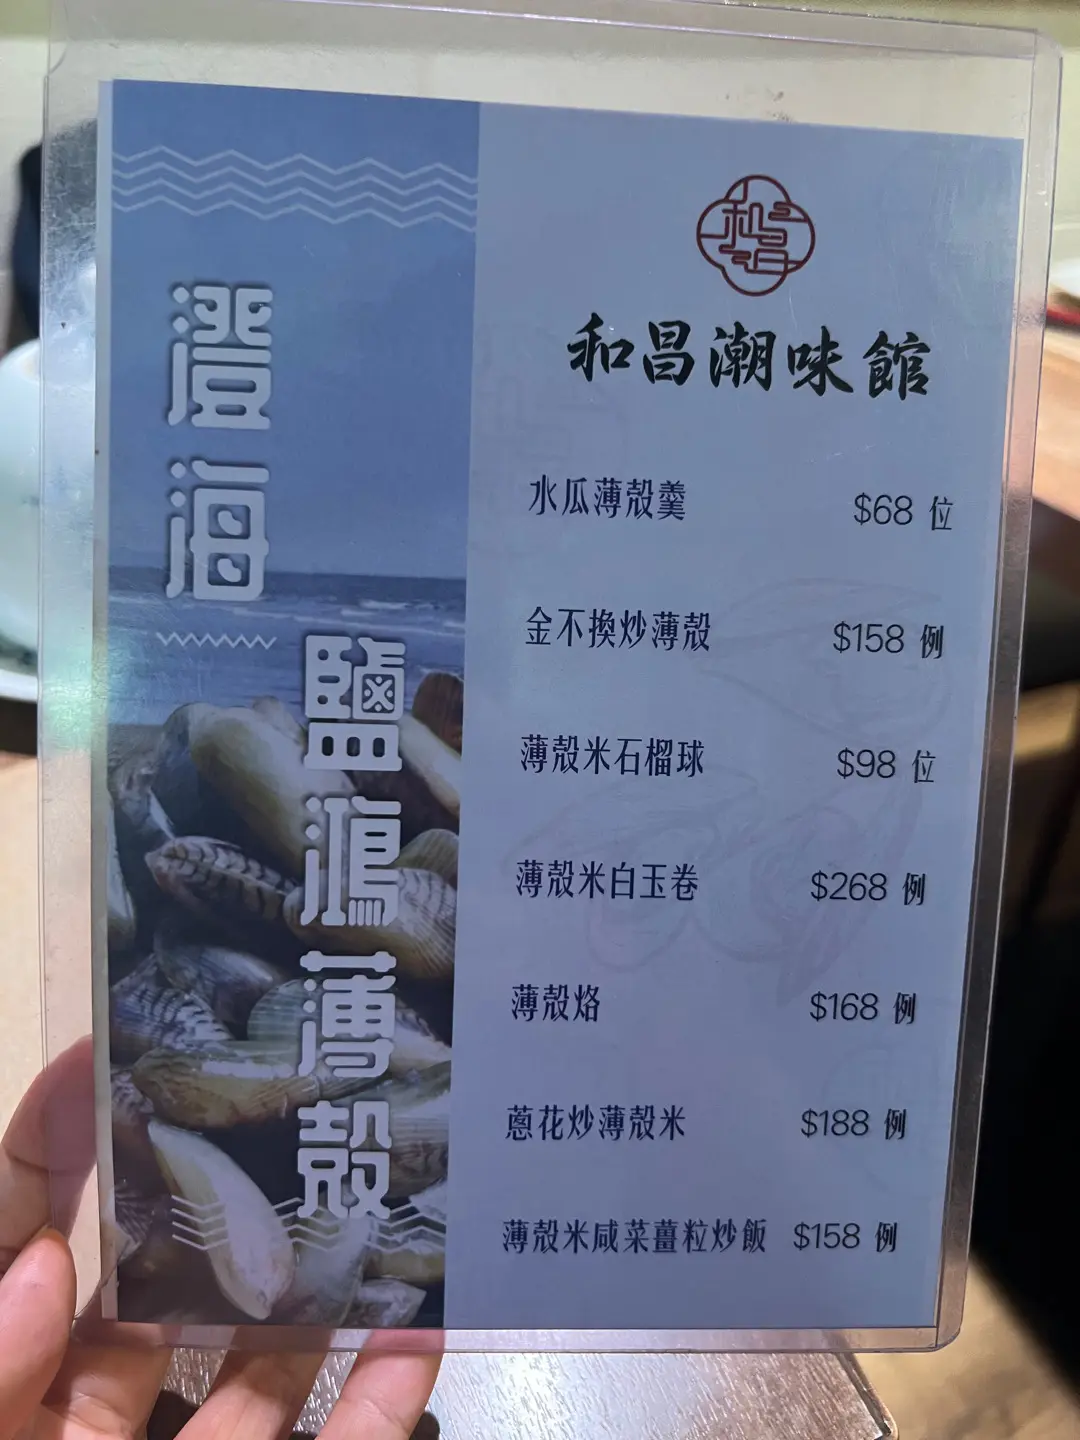 澄海
鹽鴻薄殼
和昌
和昌潮味館
水瓜薄殼羹 $68 位
金不換炒薄殼 $158 例
薄殼米石榴球 $98 位
薄殼米白玉卷 $268 例
薄殼烙 $168 例
蔥花炒薄殼米 $188 例
薄殼米咸菜薑粒炒飯 $158 例